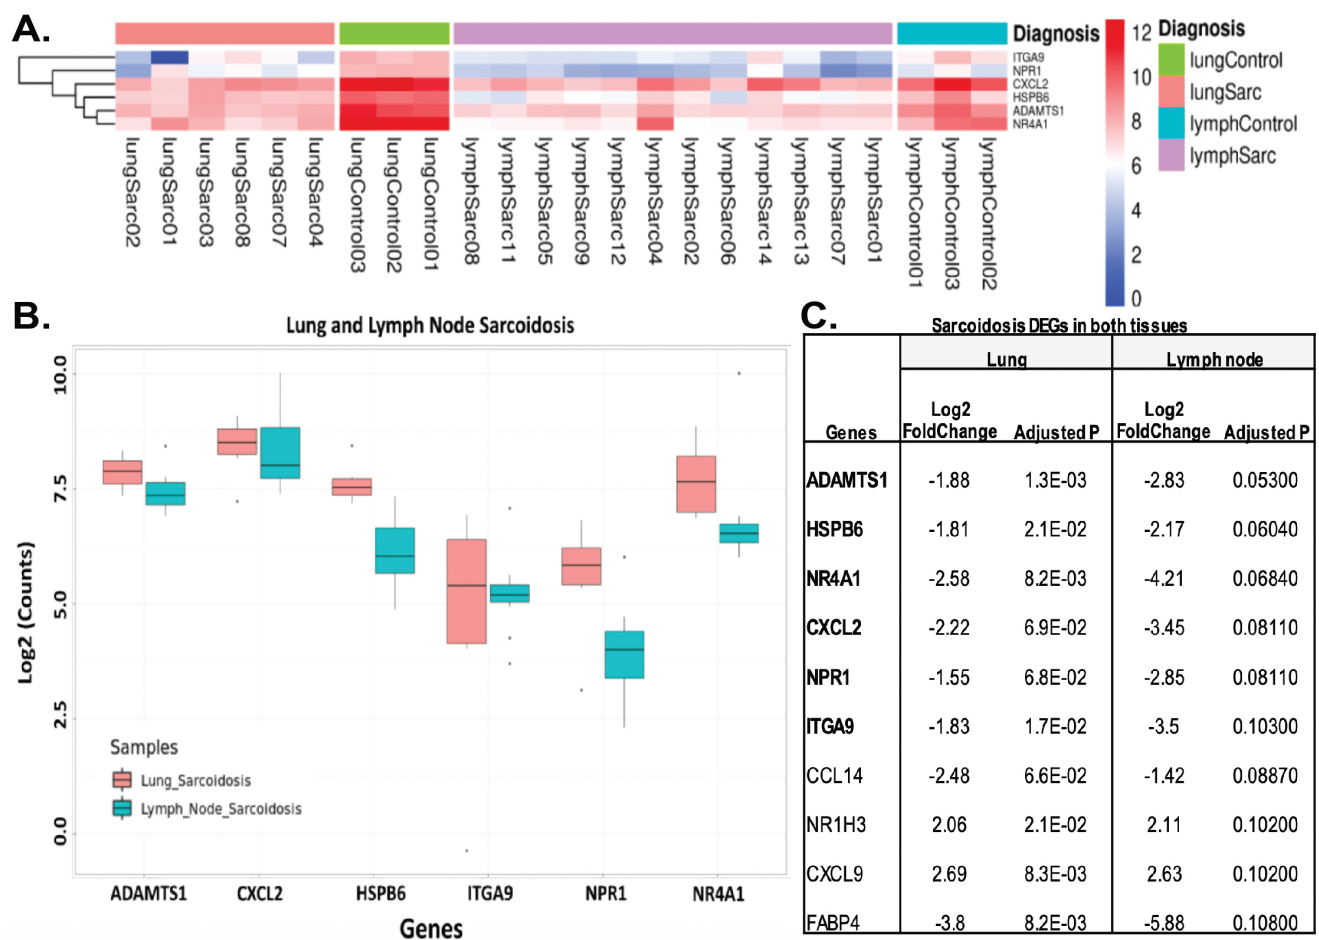 A.
Diagnosis
ITGA9
NPR1
CXCL2
HSPB6
ADAMTS1
NR4A1
lungSarc02
lungSarc01
lungSarc03
lungSarc08
lungSarc07
lungSarc04
lungControl03
lungControl02
lungControl01
lymphSarc08
lymphSarc11
lymphSarc05
lymphSarc09
lymphSarc12
lymphSarc04
lymphSarc02
lymphSarc06
lymphSarc14
lymphSarc13
lymphSarc07
lymphSarc01
lymphControl01
lymphControl03
lymphControl02
12
10
8
6
4
2
0
Diagnosis
lungControl
lungSarc
lymphControl
lymphSarc
B.
Lung and Lymph Node Sarcoidosis
Log2 (Counts)
10.0
7.5
5.0
2.5
0.0
Samples
Lung_Sarcoidosis
Lymph_Node_Sarcoidosis
ADAMTS1 CXCL2 HSPB6 ITGA9 NPR1 NR4A1
Genes
C.
Sarcoidosis DEGs in both tissues
Lung Lymph node
Genes Log2 FoldChange Adjusted P Log2 FoldChange Adjusted P
ADAMTS1 -1.88 1.3E-03 -2.83 0.05300
HSPB6 -1.81 2.1E-02 -2.17 0.06040
NR4A1 -2.58 8.2E-03 -4.21 0.06840
CXCL2 -2.22 6.9E-02 -3.45 0.08110
NPR1 -1.55 6.8E-02 -2.85 0.08110
ITGA9 -1.83 1.7E-02 -3.5 0.10300
CCL14 -2.48 6.6E-02 -1.42 0.08870
NR1H3 2.06 2.1E-02 2.11 0.10200
CXCL9 2.69 8.3E-03 2.63 0.10200
FABP4 -3.8 8.2E-03 -5.88 0.10800